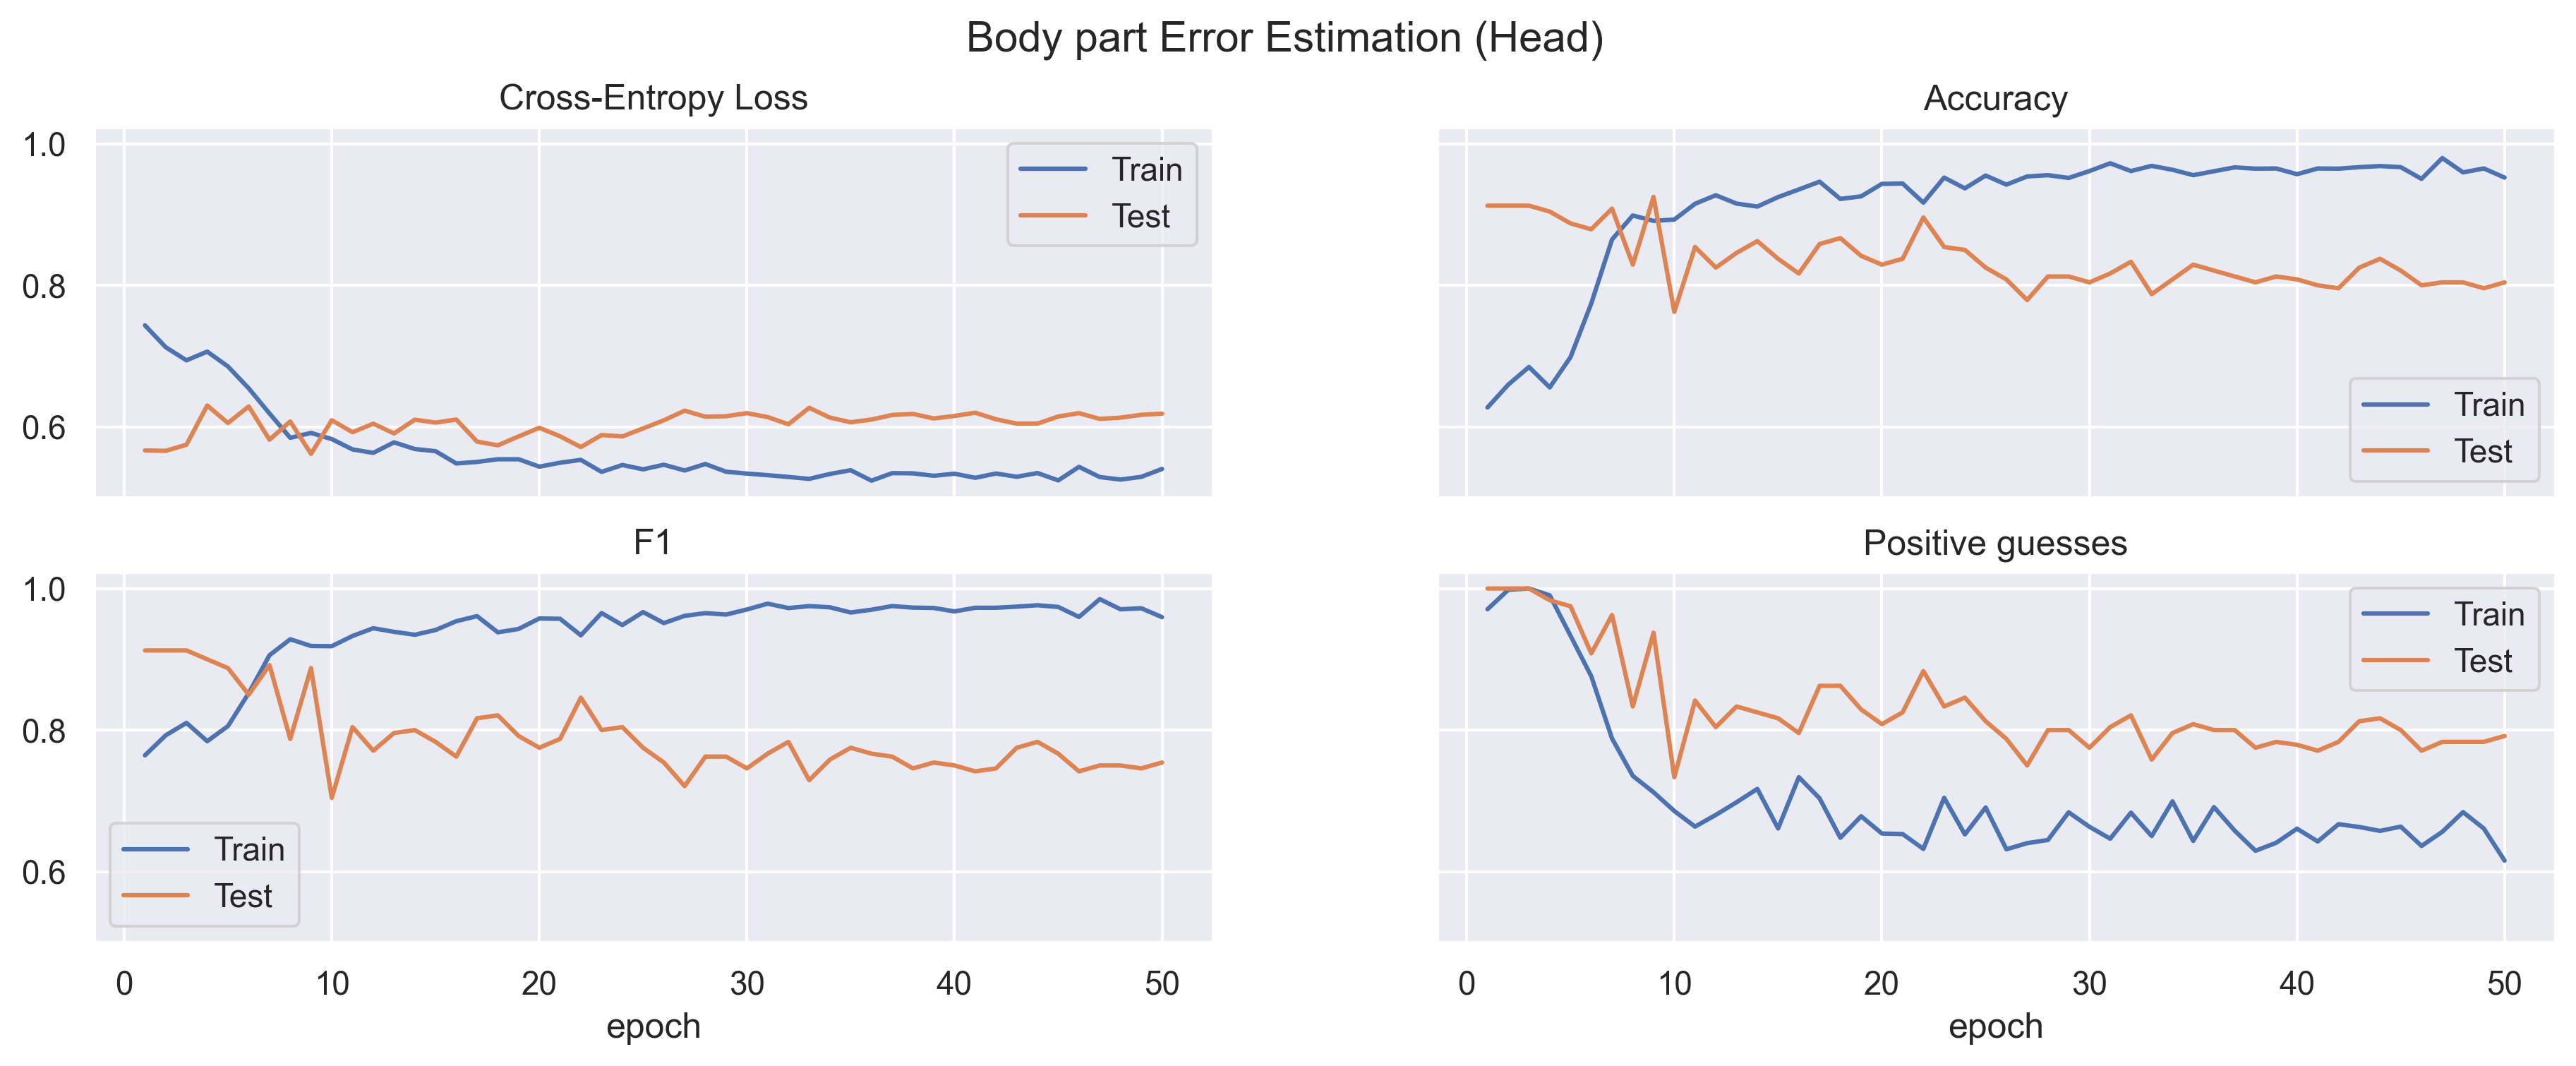 Body part Error Estimation (Head)
Cross-Entropy Loss
1.0
0.8
0.6
Train
Test
Accuracy
Train
Test
F1
1.0
0.8
0.6
Train
Test
0 10 20 30 40 50
epoch
Positive guesses
Train
Test
0 10 20 30 40 50
epoch